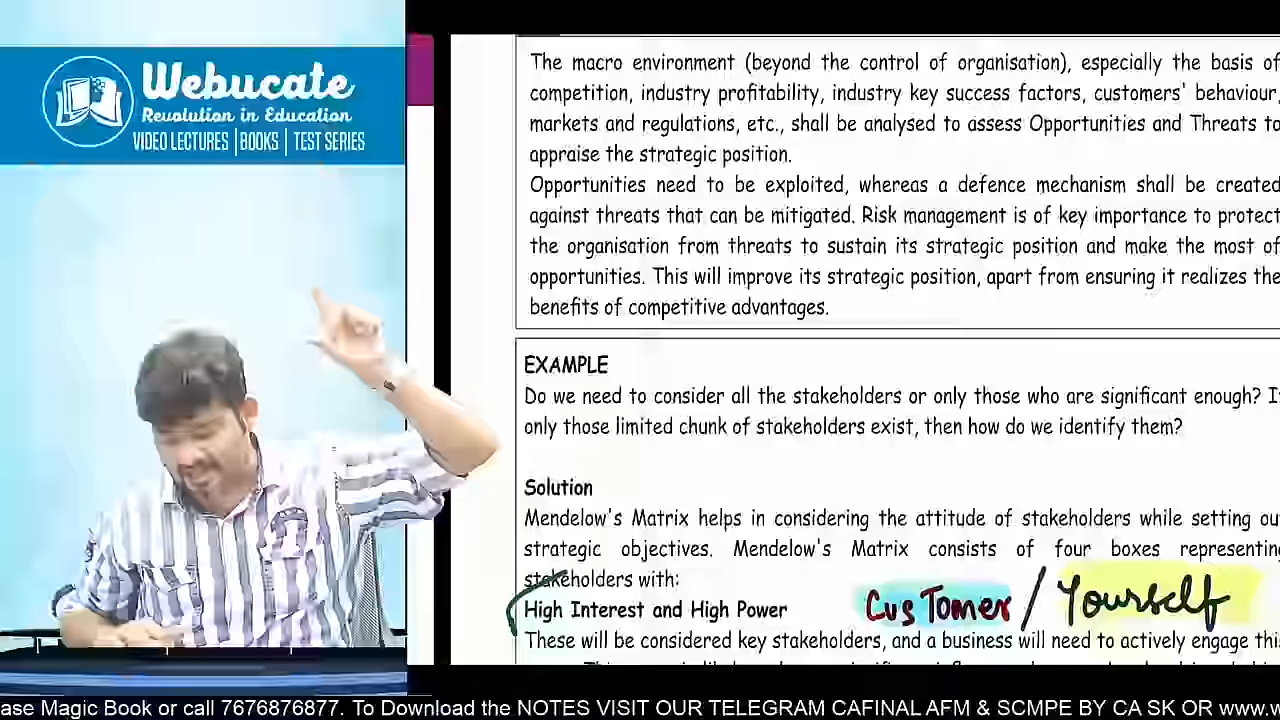 Webucate
Revolution in Education
VIDEO LECTURES | BOOKS | TEST SERIES
The macro environment (beyond the control of organisation), especially the basis of
competition, industry profitability, industry key success factors, customers' behaviour,
markets and regulations, etc., shall be analysed to assess Opportunities and Threats to
appraise the strategic position.
Opportunities need to be exploited, whereas a defence mechanism shall be created
against threats that can be mitigated. Risk management is of key importance to protect
the organisation from threats to sustain its strategic position and make the most of
opportunities. This will improve its strategic position, apart from ensuring it realizes the
benefits of competitive advantages.
EXAMPLE
Do we need to consider all the stakeholders or only those who are significant enough?
only those limited chunk of stakeholders exist, then how do we identify them?
Solution
Mendelow's Matrix helps in considering the attitude of stakeholders while setting
strategic objectives. Mendelow's Matrix consists of four boxes representing
stakeholders with:
High Interest and High Power CusTomer / Yourself
These will be considered key stakeholders, and a business will need to actively engage
ase Magic Book or call 7676876877. To Download the NOTES VISIT OUR TELEGRAM CAFINAL AFM & SCMPE BY CA SK OR